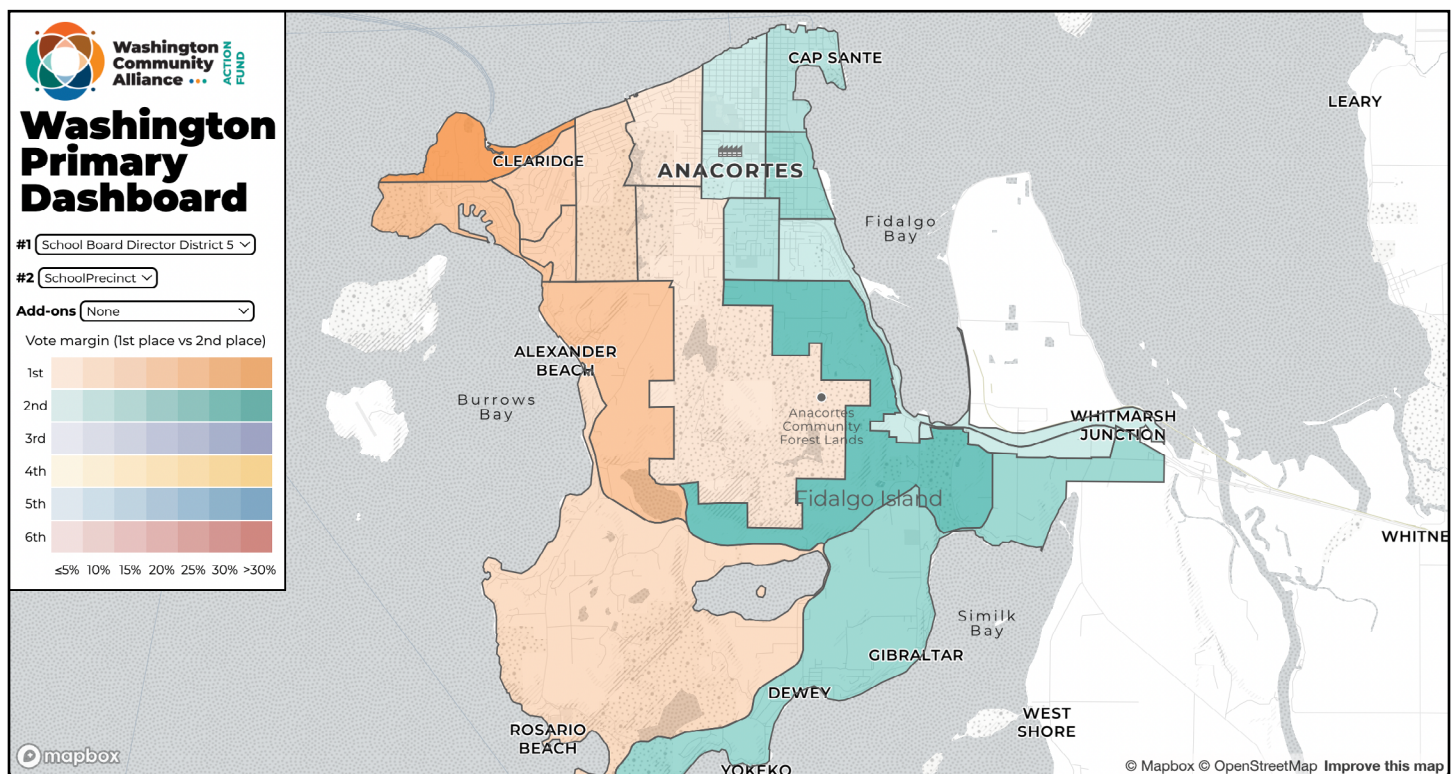 Washington
Community
Alliance
ACTION
FUND
Washington
Primary
Dashboard
#1 School Board Director District 5
#2 SchoolPrecinct
Add-ons None
Vote margin (1st place vs 2nd place)
1st
2nd
3rd
4th
5th
6th
≤5% 10% 15% 20% 25% 30% >30%
mapbox
CAP SANTE
LEARY
CLEARIDGE
ANACORTES
Fidalgo
Bay
ALEXANDER
BEACH
Burrows
Bay
Anacortes
Community
Forest Lands
WHITMARSH
JUNCTION
Fidalgo Island
WHITNE
Similk
Bay
GIBRALTAR
DEWEY
ROSARIO
BEACH
WEST
SHORE
YOKEKO
© Mapbox © OpenStreetMap Improve this map